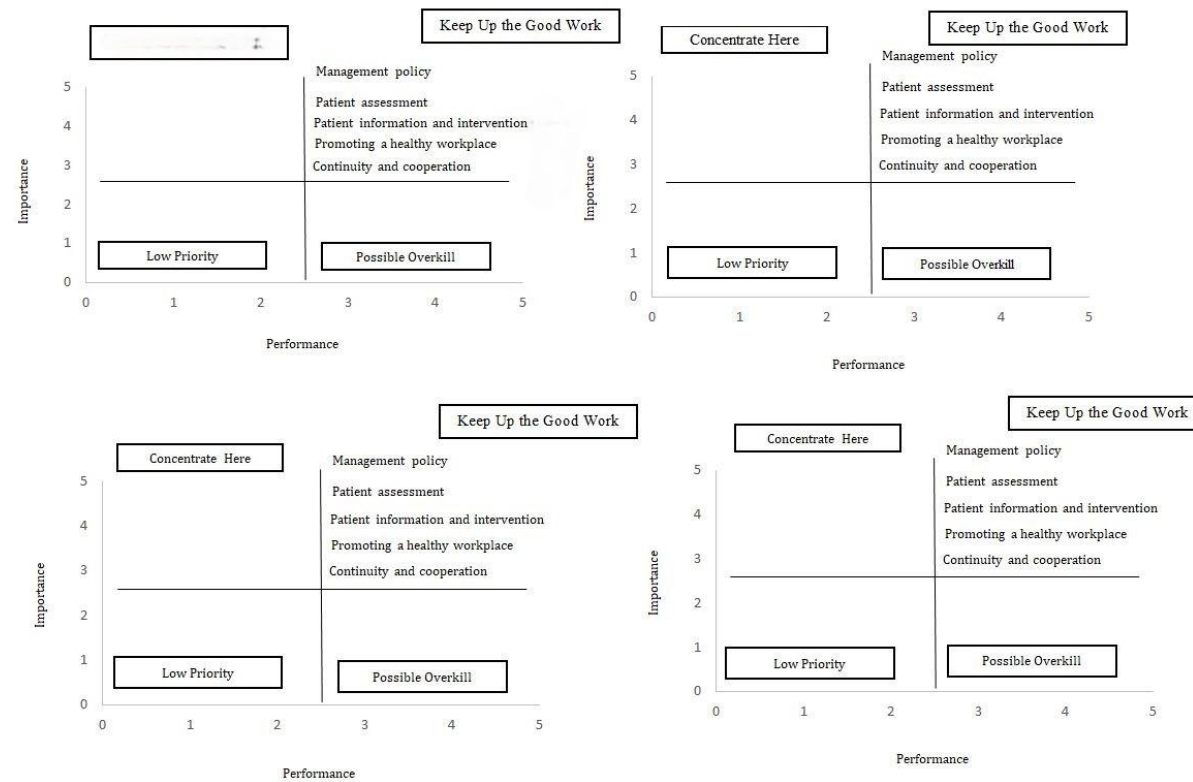 Keep Up the Good Work
Management policy
5
Patient assessment
4
Patient information and intervention
Promoting a healthy workplace
3
Continuity and cooperation
Importance
2
1
Low Priority
Possible Overkill
0
0 1 2 3 4 5
Performance
Keep Up the Good Work
Concentrate Here
Management policy
5
Patient assessment
4
Patient information and intervention
Promoting a healthy workplace
3
Continuity and cooperation
Importance
2
1
Low Priority
Possible Overkill
0
0 1 2 3 4 5
Performance
Keep Up the Good Work
Concentrate Here
Management policy
5
Patient assessment
4
Patient information and intervention
Promoting a healthy workplace
3
Continuity and cooperation
Importance
2
1
Low Priority
Possible Overkill
0
0 1 2 3 4 5
Performance
Keep Up the Good Work
Concentrate Here
Management policy
5
Patient assessment
4
Patient information and intervention
Promoting a healthy workplace
3
Continuity and cooperation
Importance
2
1
Low Priority
Possible Overkill
0
0 1 2 3 4 5
Performance